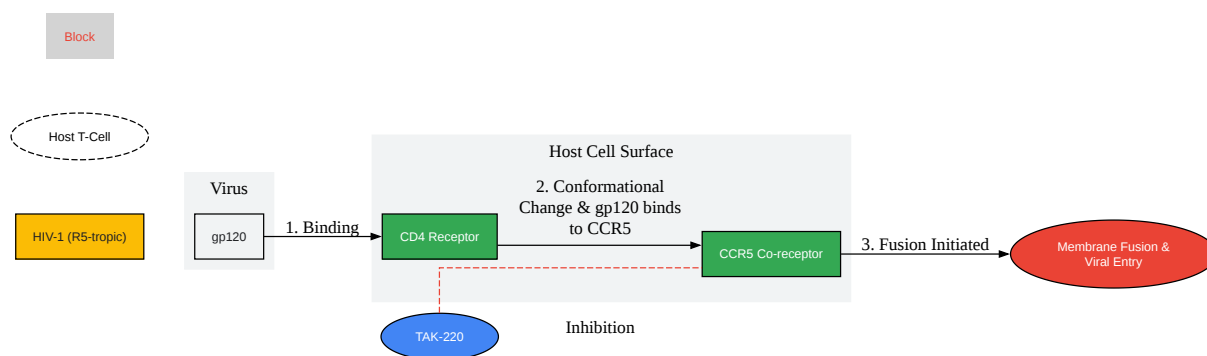 Block
Host T-Cell
HIV-1 (R5-tropic)
Virus
gp120
1. Binding
Host Cell Surface
CD4 Receptor
2. Conformational
Change & gp120 binds
to CCR5
CCR5 Co-receptor
3. Fusion Initiated
Membrane Fusion &
Viral Entry
TAK-220
Inhibition